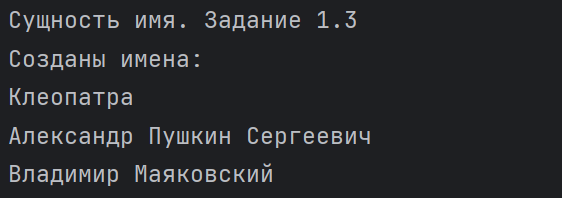 Сущность имя. Задание 1.3
Созданы имена:
Клеопатра
Александр Пушкин Сергеевич
Владимир Маяковский